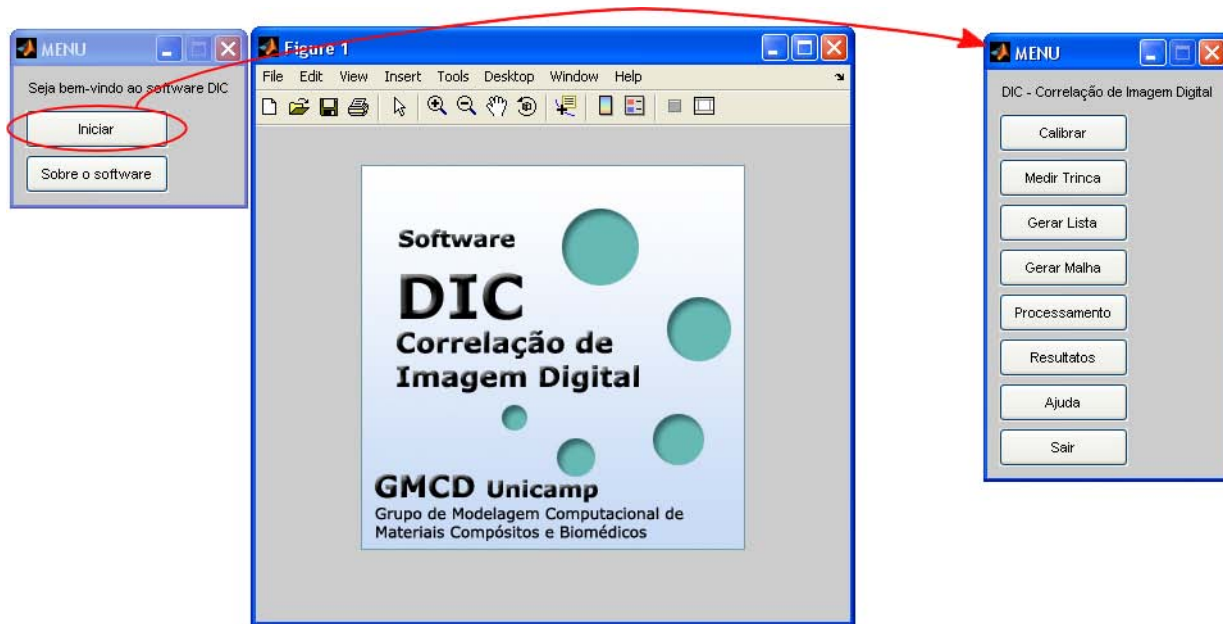 MENU
Seja bem-vindo ao software DIC
Iniciar
Sobre o software
Figure 1
File Edit View Insert Tools Desktop Window Help
Software
DIC
Correlação de
Imagem Digital
GMCD Unicamp
Grupo de Modelagem Computacional de
Materiais Compósitos e Biomédicos
MENU
DIC - Correlação de Imagem Digital
Calibrar
Medir Trinca
Gerar Lista
Gerar Malha
Processamento
Resultatos
Ajuda
Sair